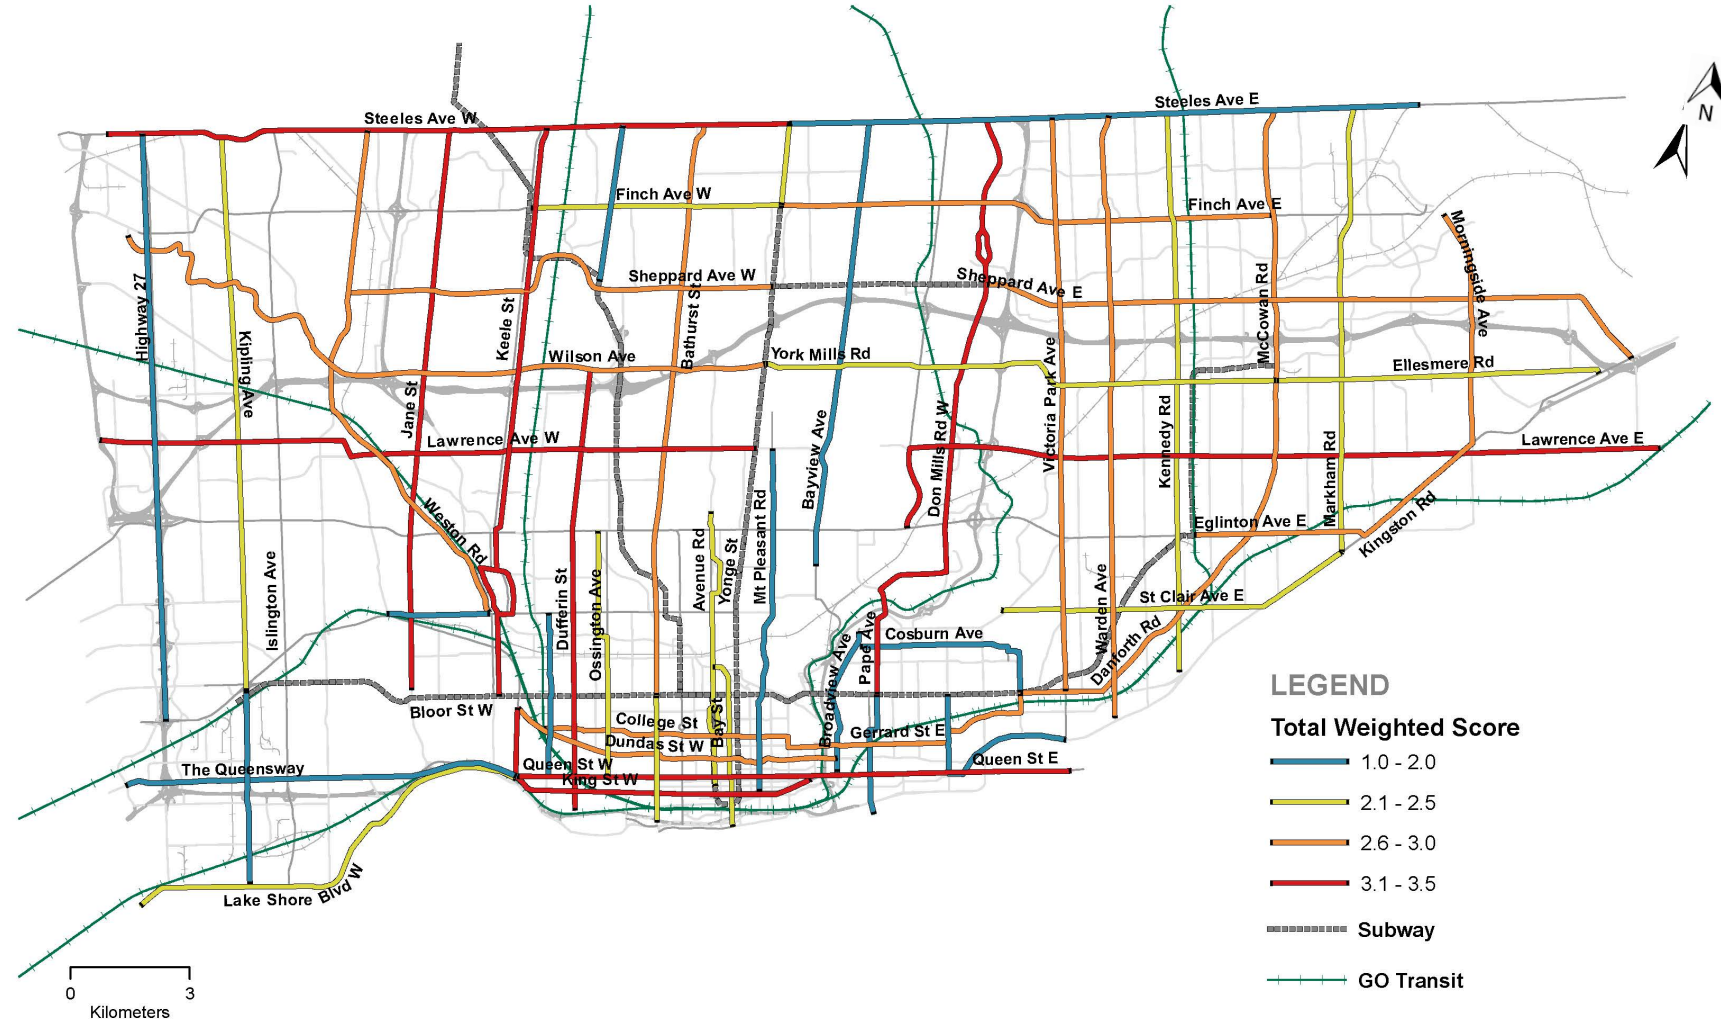 Steeles Ave E
Steeles Ave W
N
Finch Ave W
Finch Ave E
Morningside Ave
Sheppard Ave W
Sheppard Ave E
Highway 27
Keele St
Bathurst St
McCowan Rd
Kipling Ave
Wilson Ave
York Mills Rd
Victoria Park Ave
Ellesmere Rd
Jane St
Lawrence Ave W
Bayview Ave
Don Mills Rd W
Kennedy Rd
Markham Rd
Lawrence Ave E
Weston Rd
Mt Pleasant Rd
Eglinton Ave E
Kingston Rd
Islington Ave
Dufferin St
Ossington Ave
Avenue Rd
Yonge St
Warden Ave
St Clair Ave E
Broadview Ave
Pape Ave
Cosburn Ave
Danforth Rd
Bloor St W
College St
Bay St
Gerrard St E
Dundas St W
The Queensway
Queen St W
Queen St E
King St W
Lake Shore Blvd W
LEGEND
Total Weighted Score
1.0 - 2.0
2.1 - 2.5
2.6 - 3.0
3.1 - 3.5
Subway
GO Transit
0 3
Kilometers